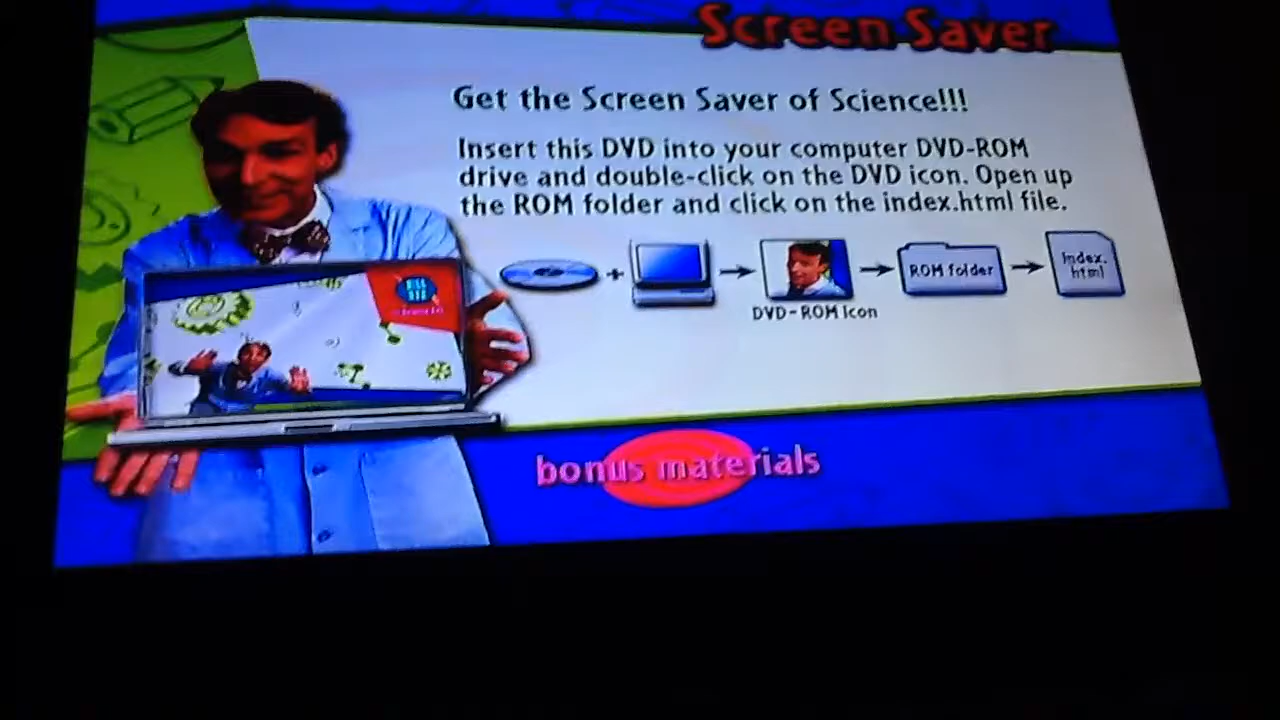 Screen Saver
Get the Screen Saver of Science!!!
Insert this DVD into your computer DVD-ROM
drive and double-click on the DVD icon. Open up
the ROM folder and click on the index.html file.
+
ROM folder
index.
html
DVD-ROM Icon
bonus materials